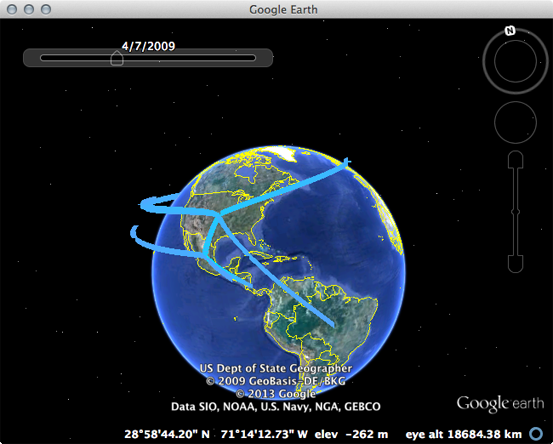 Google Earth
4/7/2009
N
US Dept of State Geographer
© 2009 GeoBasis-DE/BKG
© 2013 Google
Data SIO, NOAA, U.S. Navy, NGA, GEBCO
Google earth
28°58'44.20" N 71°14'12.73" W elev -262 m eye alt 18684.38 km